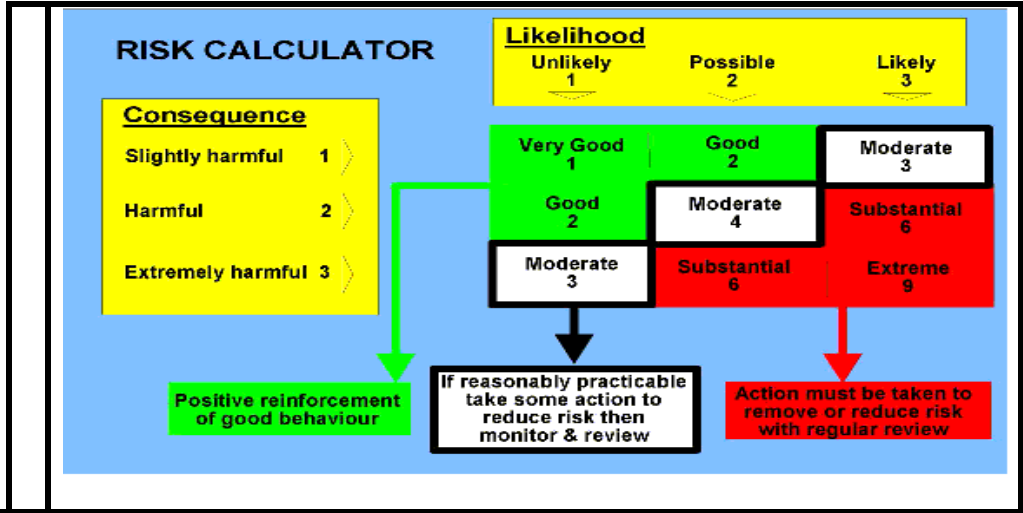 RISK CALCULATOR
Likelihood
Unlikely
1
Possible
2
Likely
3
Consequence
Slightly harmful 1
Harmful 2
Extremely harmful 3
Very Good
1
Good
2
Moderate
3
Good
2
Moderate
4
Substantial
6
Moderate
3
Substantial
6
Extreme
9
Positive reinforcement
of good behaviour
If reasonably practicable
take some action to
reduce risk then
monitor & review
Action must be taken to
remove or reduce risk
with regular review